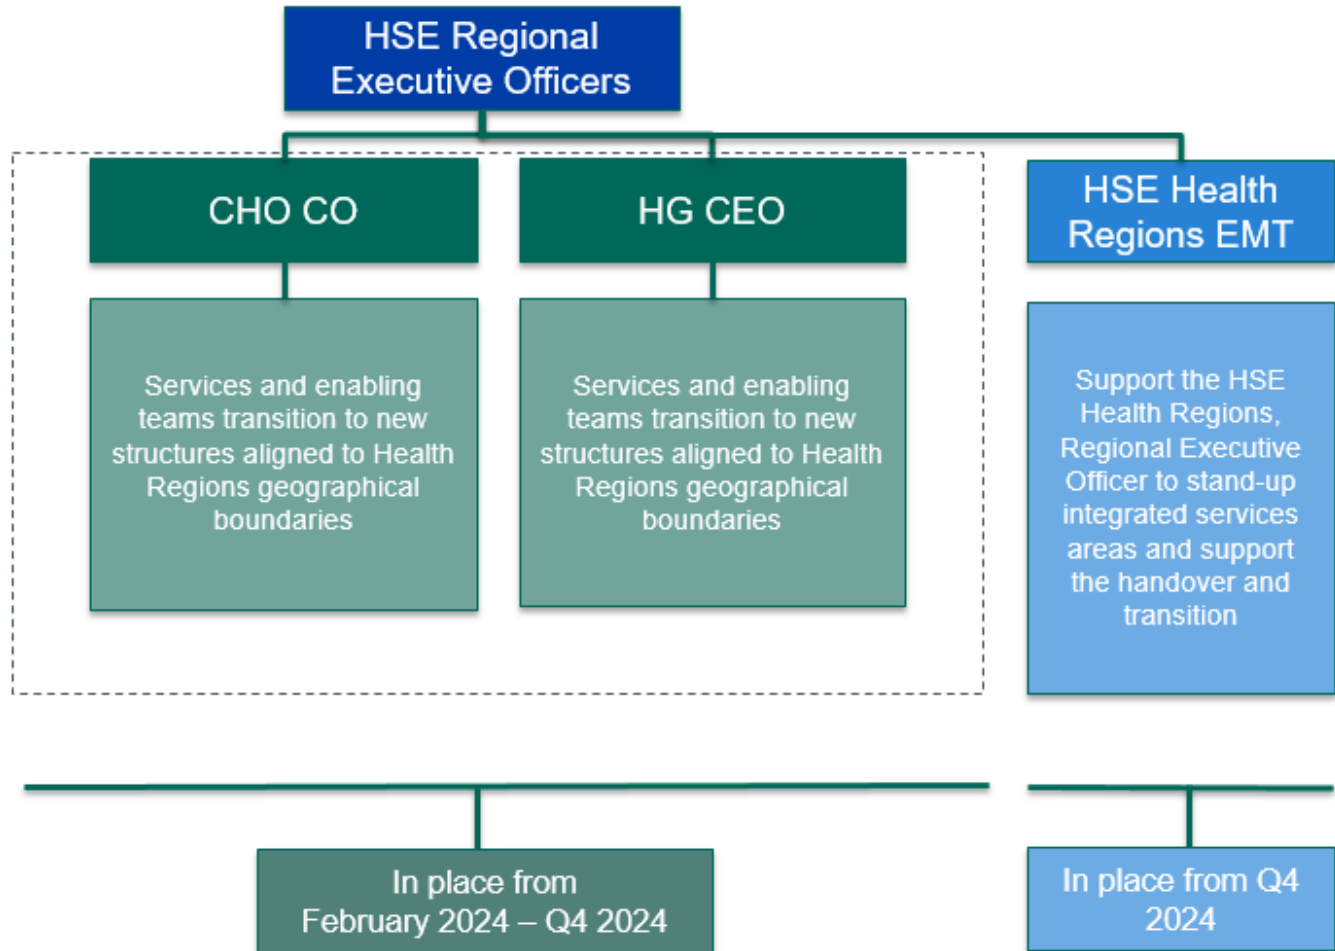 HSE Regional
Executive Officers
CHO CO
HG CEO
HSE Health
Regions EMT
Services and enabling
teams transition to new
structures aligned to Health
Regions geographical
boundaries
Services and enabling
teams transition to new
structures aligned to Health
Regions geographical
boundaries
Support the HSE
Health Regions,
Regional Executive
Officer to stand-up
integrated services
areas and support
the handover and
transition
In place from
February 2024 – Q4 2024
In place from Q4
2024